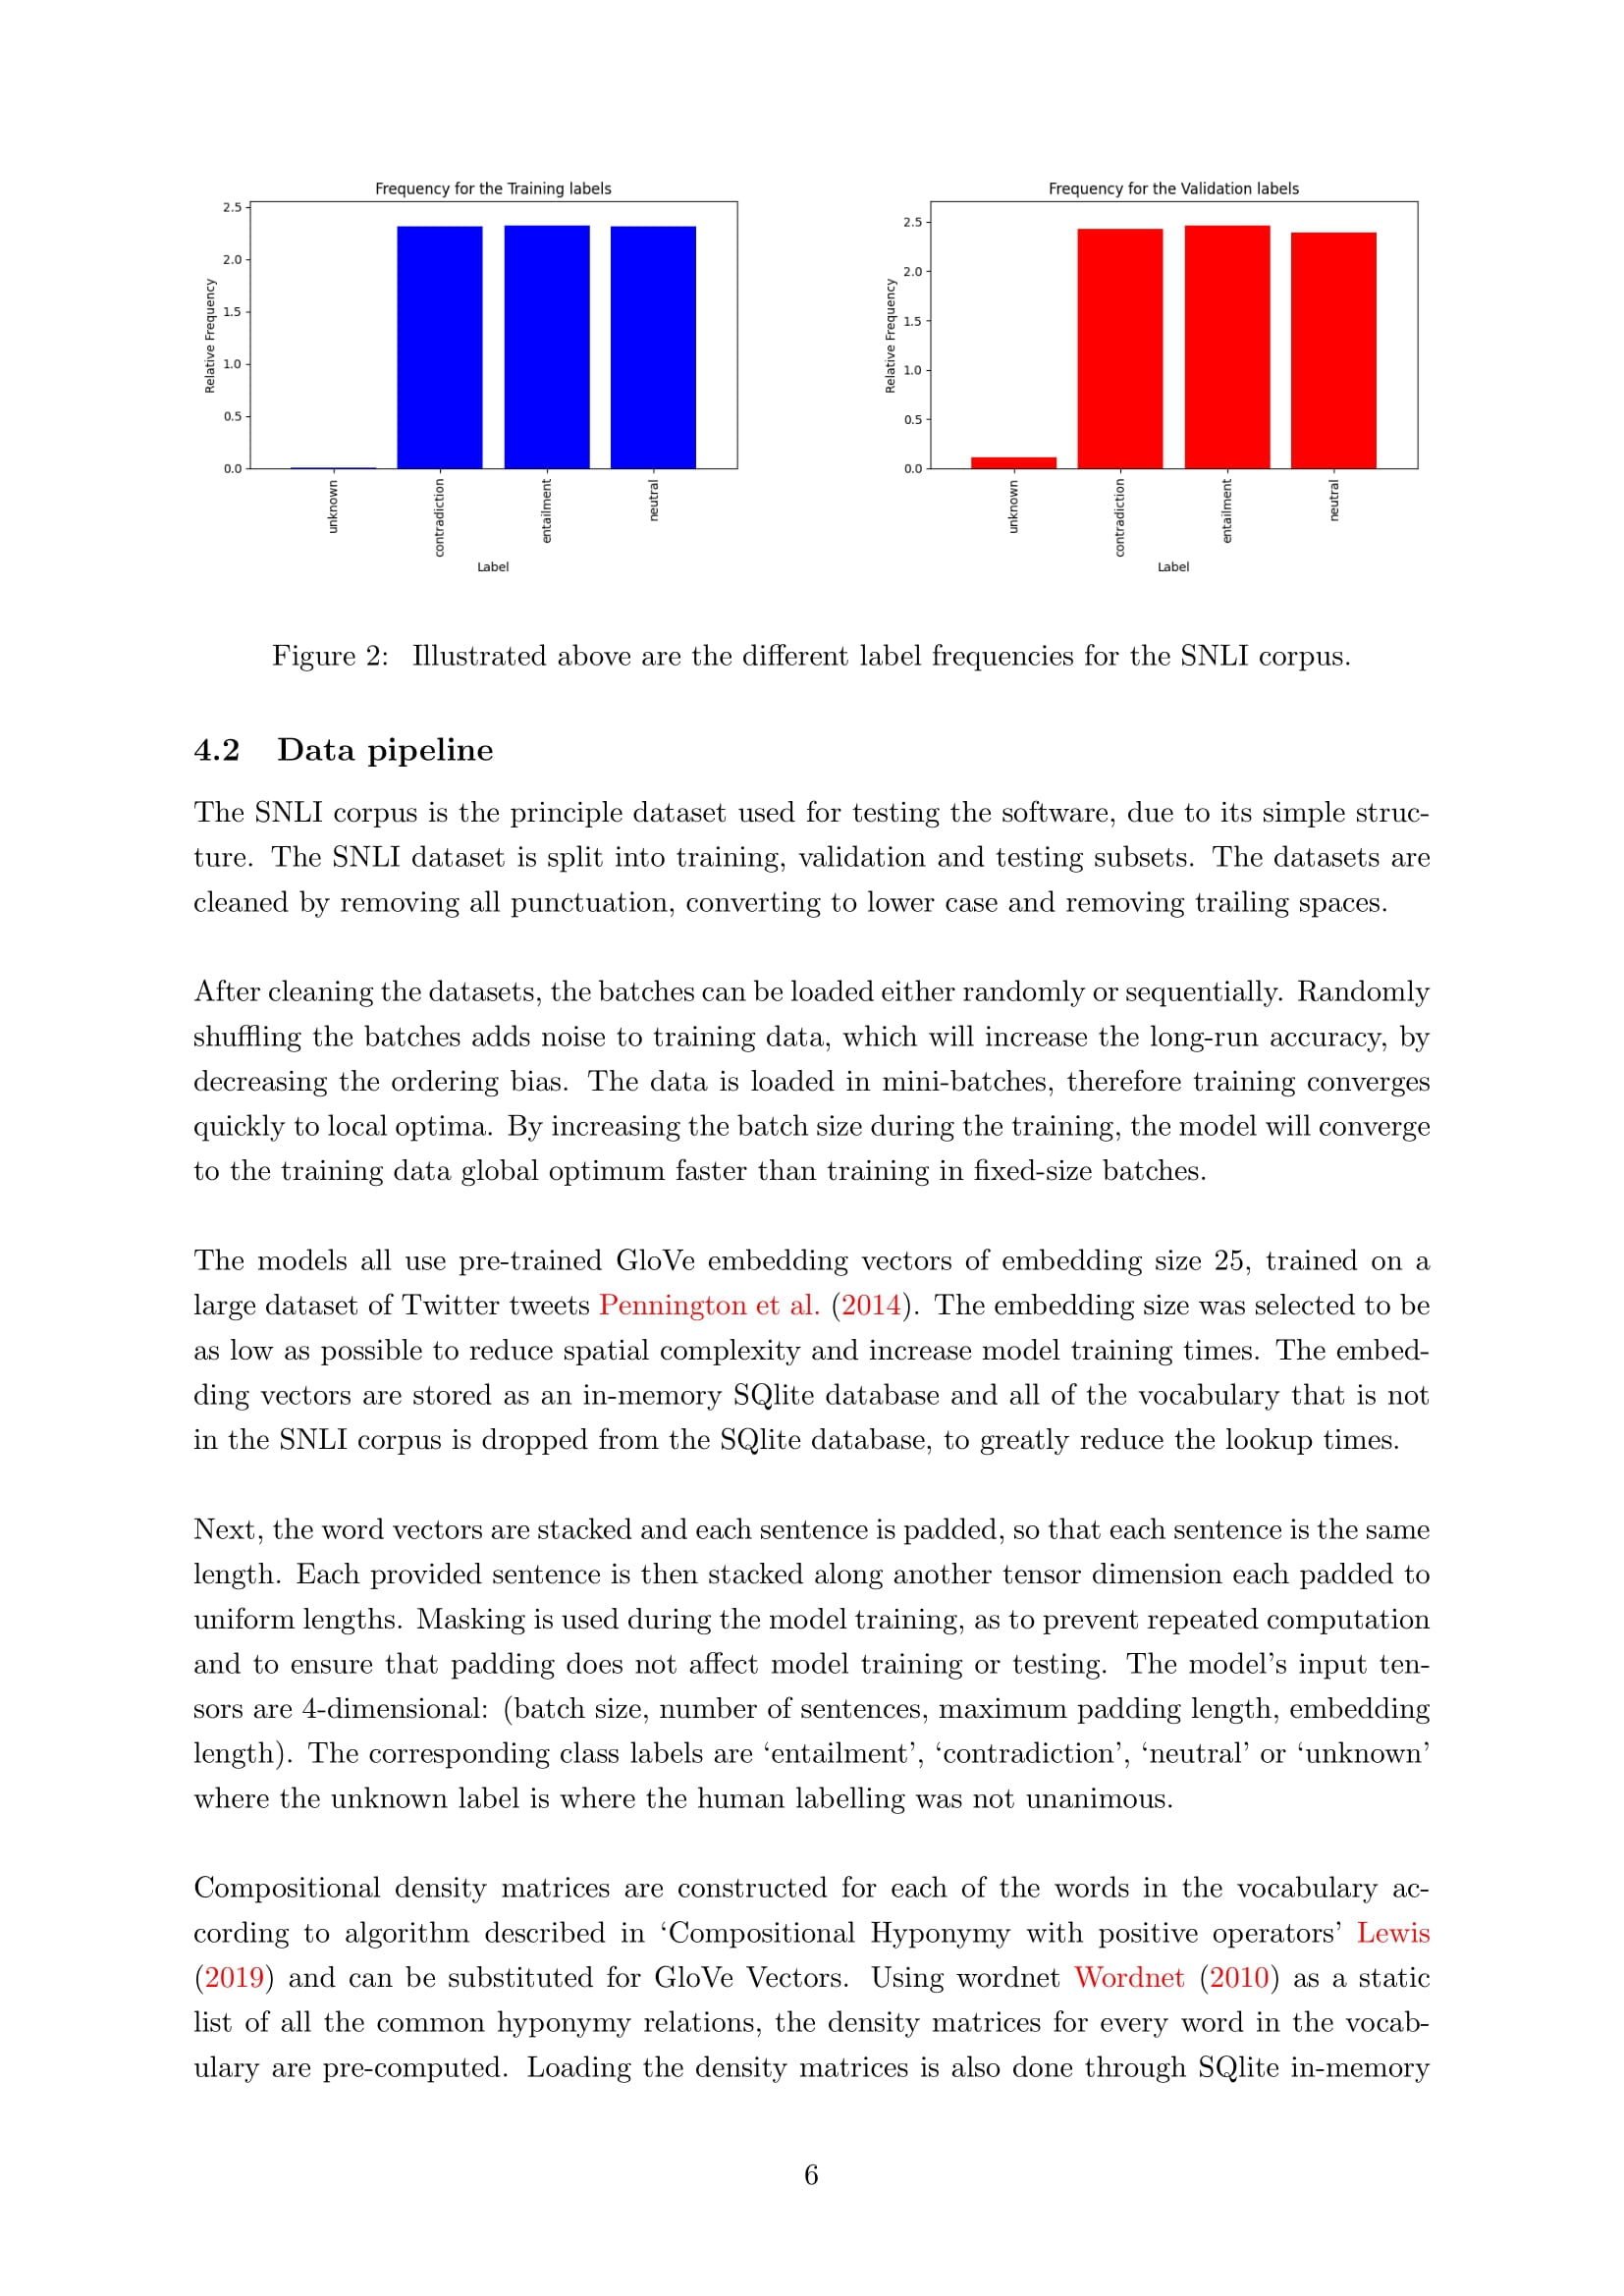 Frequency for the Training labels
2.5
2.0
1.5
1.0
0.5
0.0
Relative Frequency
unknown
contradiction
entailment
neutral
Label
Frequency for the Validation labels
2.5
2.0
1.5
1.0
0.5
0.0
Relative Frequency
unknown
contradiction
entailment
neutral
Label
Figure 2: Illustrated above are the different label frequencies for the SNLI corpus.
4.2 Data pipeline
The SNLI corpus is the principle dataset used for testing the software, due to its simple struc-
ture. The SNLI dataset is split into training, validation and testing subsets. The datasets are
cleaned by removing all punctuation, converting to lower case and removing trailing spaces.
After cleaning the datasets, the batches can be loaded either randomly or sequentially. Randomly
shuffling the batches adds noise to training data, which will increase the long-run accuracy, by
decreasing the ordering bias. The data is loaded in mini-batches, therefore training converges
quickly to local optima. By increasing the batch size during the training, the model will converge
to the training data global optimum faster than training in fixed-size batches.
The models all use pre-trained GloVe embedding vectors of embedding size 25, trained on a
large dataset of Twitter tweets Pennington et al. (2014). The embedding size was selected to be
as low as possible to reduce spatial complexity and increase model training times. The embed-
ding vectors are stored as an in-memory SQlite database and all of the vocabulary that is not
in the SNLI corpus is dropped from the SQlite database, to greatly reduce the lookup times.
Next, the word vectors are stacked and each sentence is padded, so that each sentence is the same
length. Each provided sentence is then stacked along another tensor dimension each padded to
uniform lengths. Masking is used during the model training, as to prevent repeated computation
and to ensure that padding does not affect model training or testing. The model's input ten-
sors are 4-dimensional: (batch size, number of sentences, maximum padding length, embedding
length). The corresponding class labels are ‘entailment’, ‘contradiction’, ‘neutral’ or ‘unknown’
where the unknown label is where the human labelling was not unanimous.
Compositional density matrices are constructed for each of the words in the vocabulary ac-
cording to algorithm described in ‘Compositional Hyponymy with positive operators’ Lewis
(2019) and can be substituted for GloVe Vectors. Using wordnet Wordnet (2010) as a static
list of all the common hyponymy relations, the density matrices for every word in the vocab-
ulary are pre-computed. Loading the density matrices is also done through SQlite in-memory
6